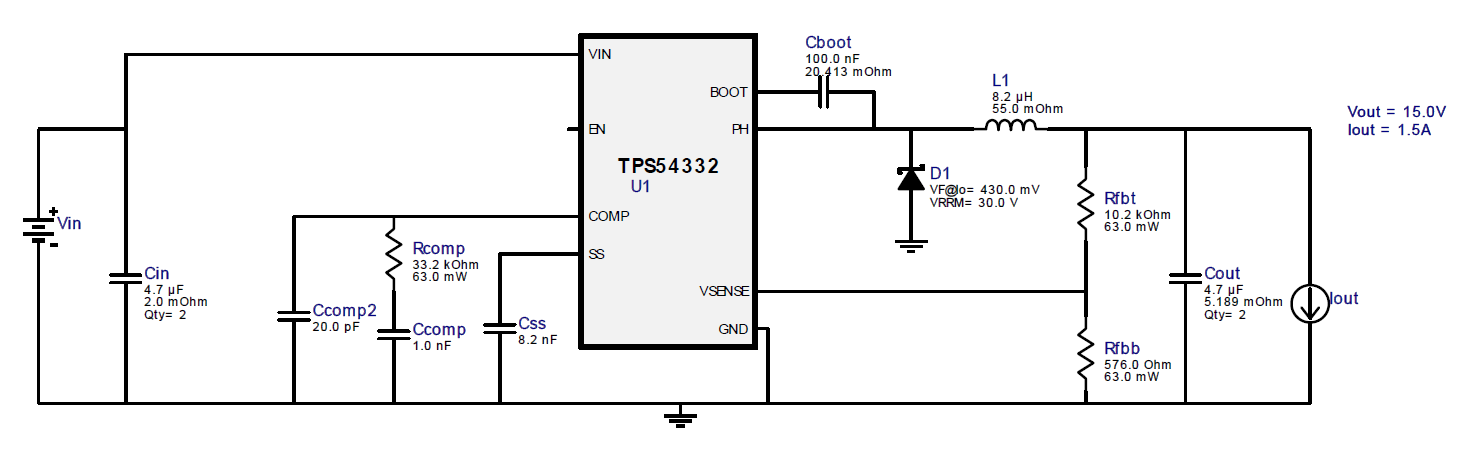 Cboot
100.0 nF
20.413 mOhm
VIN
BOOT
EN
PH
TPS54332
U1
COMP
SS
VSENSE
GND
L1
8.2 µH
55.0 mOhm
Vout = 15.0V
Iout = 1.5A
D1
VF@Io= 430.0 mV
VRRM= 30.0 V
Rfbt
10.2 kOhm
63.0 mW
+
Vin
-
Rcomp
33.2 kOhm
63.0 mW
Cin
4.7 µF
2.0 mOhm
Qty= 2
Ccomp2
20.0 pF
Ccomp
1.0 nF
Css
8.2 nF
Cout
4.7 µF
5.189 mOhm
Qty= 2
Iout
Rfbb
576.0 Ohm
63.0 mW